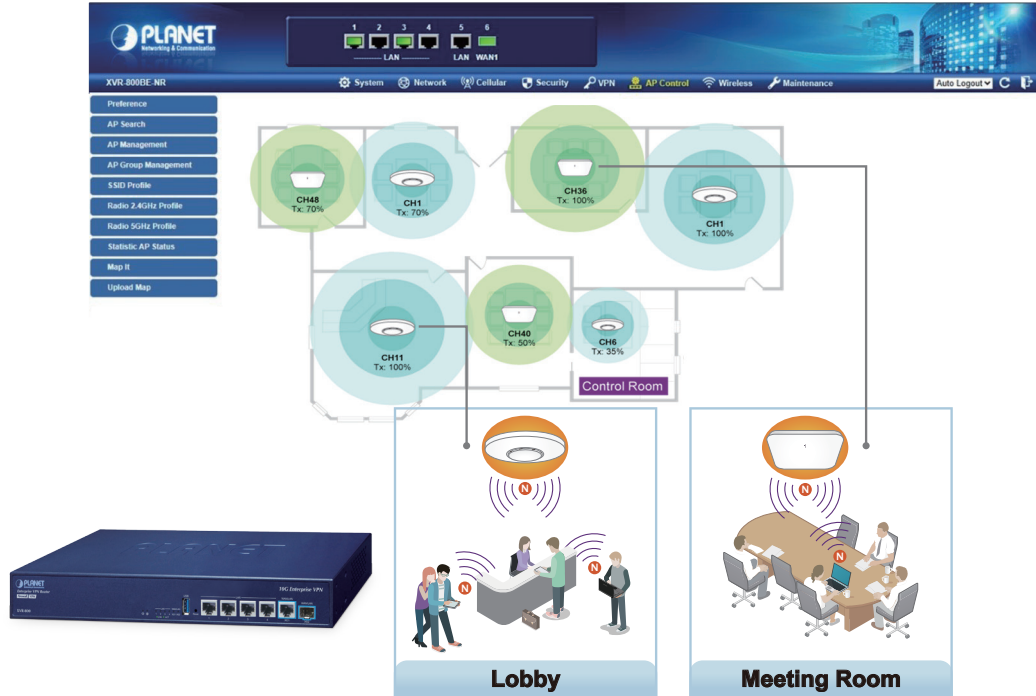 PLANET
Networking & Communication
1 2 3 4 5 6
LAN LAN WAN1
XVR-800BE-NR
System Network Cellular Security VPN AP Control Wireless Maintenance Auto Logout
Preference
AP Search
AP Management
AP Group Management
SSID Profile
Radio 2.4GHz Profile
Radio 5GHz Profile
Statistic AP Status
Map It
Upload Map
CH48
Tx: 70%
CH1
Tx: 70%
CH36
Tx: 100%
CH1
Tx: 100%
CH11
Tx: 100%
CH40
Tx: 50%
CH6
Tx: 35%
Control Room
N
N
N
N
N
PLANET
Enterprise VPN Router
10G Enterprise VPN
Lobby
Meeting Room